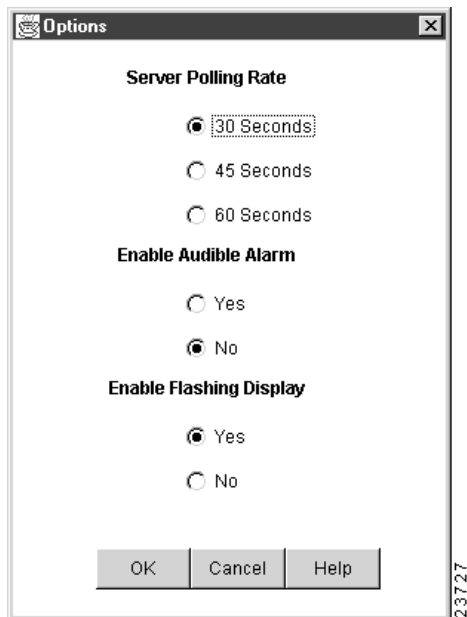 Options
Server Polling Rate
30 Seconds
45 Seconds
60 Seconds
Enable Audible Alarm
Yes
No
Enable Flashing Display
Yes
No
OK Cancel Help
23727